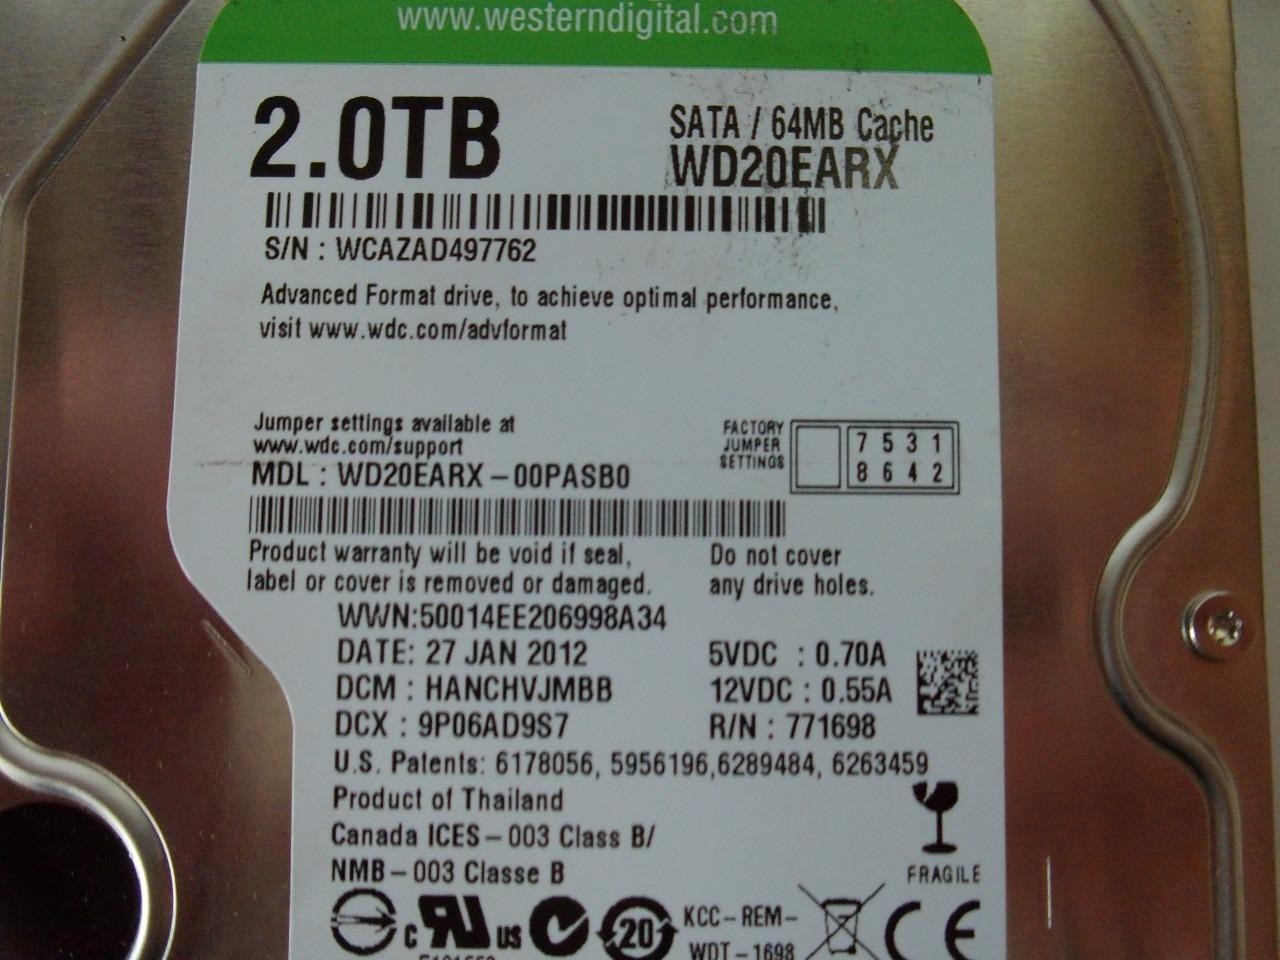 www.westerndigital.com
2.0TB
SATA / 64MB Cache
WD20EARX
S/N : WCAZAD497762
Advanced Format drive, to achieve optimal performance,
visit www.wdc.com/advformat
Jumper settings available at
www.wdc.com/support
MDL : WD20EARX - 00PASB0
FACTORY
JUMPER
SETTINGS
7 5 3 1
8 6 4 2
Product warranty will be void if seal,
label or cover is removed or damaged.
Do not cover
any drive holes.
WWN:50014EE206998A34
DATE: 27 JAN 2012
DCM : HANCHVJMBB
DCX : 9P06AD9S7
5VDC : 0.70A
12VDC : 0.55A
R/N : 771698
U.S. Patents: 6178056, 5956196,6289484, 6263459
Product of Thailand
Canada ICES - 003 Class B/
NMB - 003 Classe B
FRAGILE
c RU US
20
KCC - REM -
WDT - 1698
CE